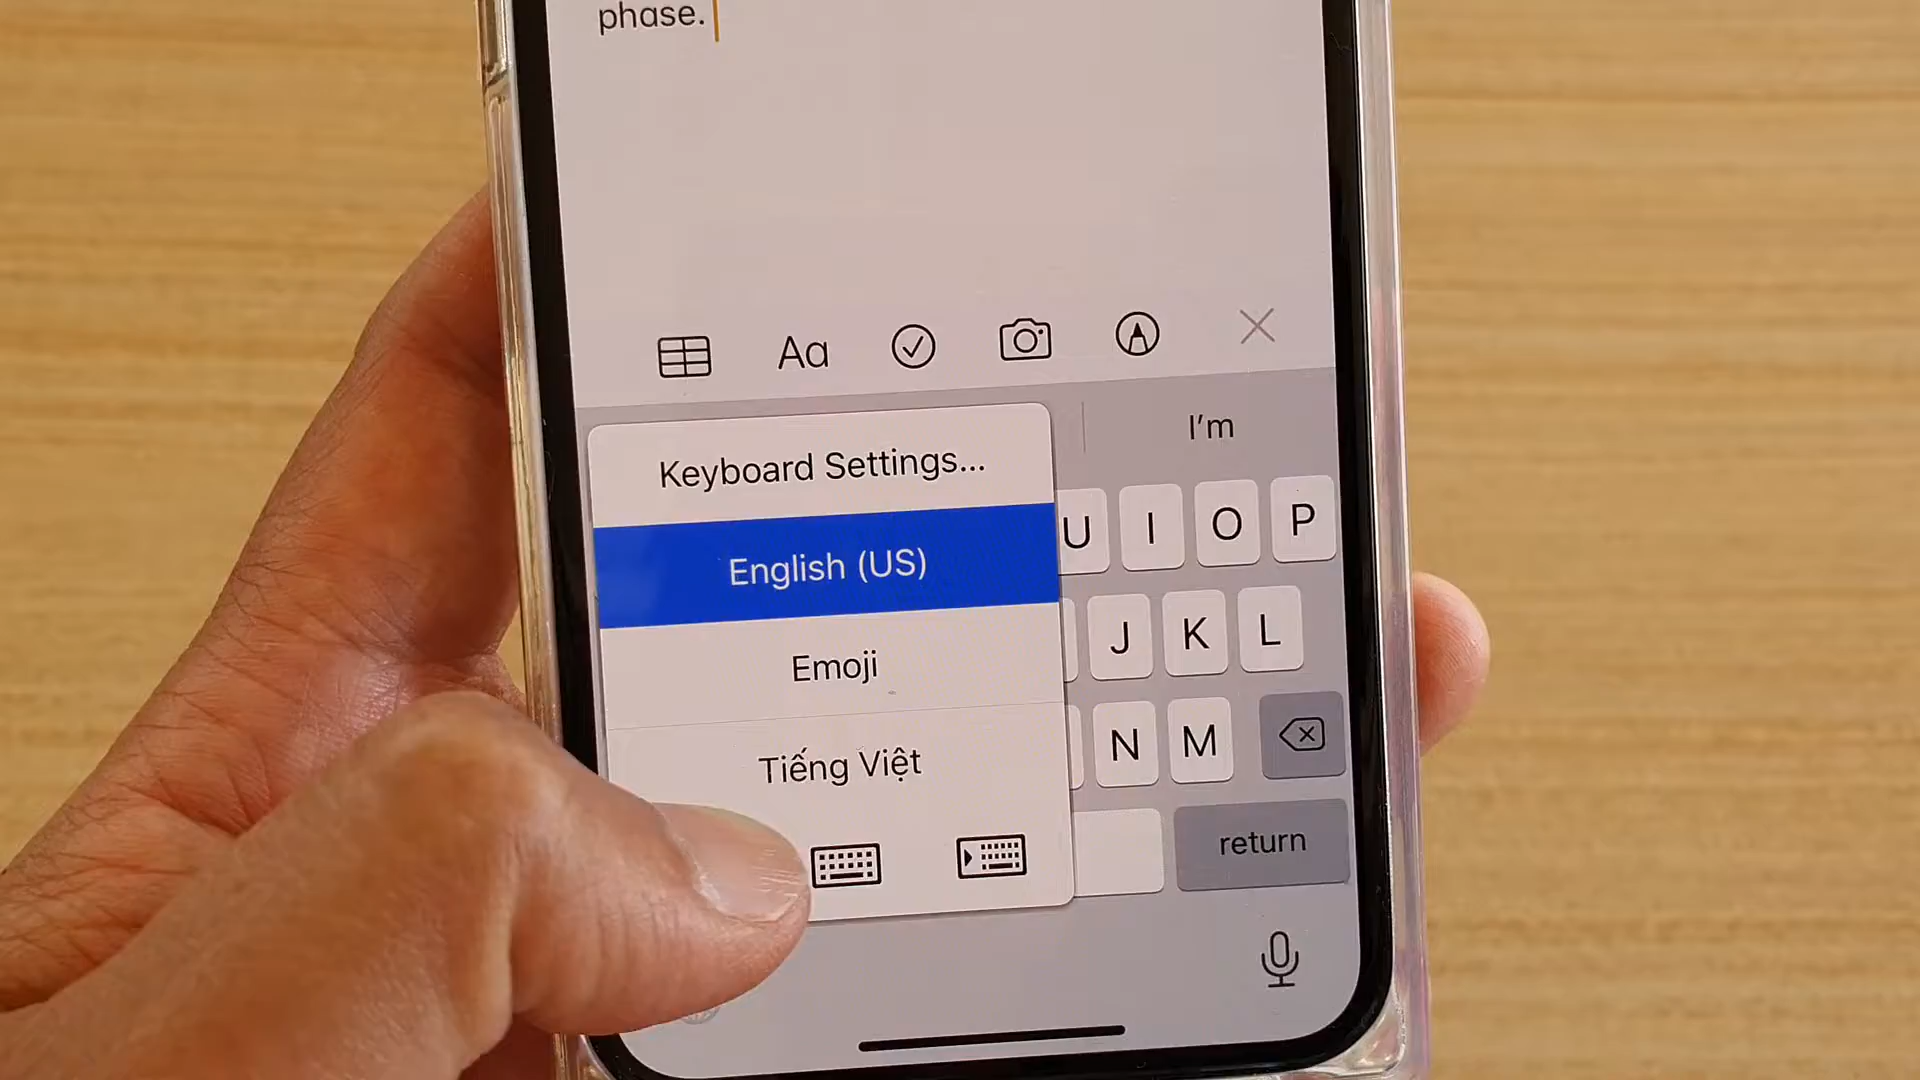 phase.
Aa
I'm
Keyboard Settings...
English (US)
Emoji
Tiếng Việt
U I O P
J K L
N M
return